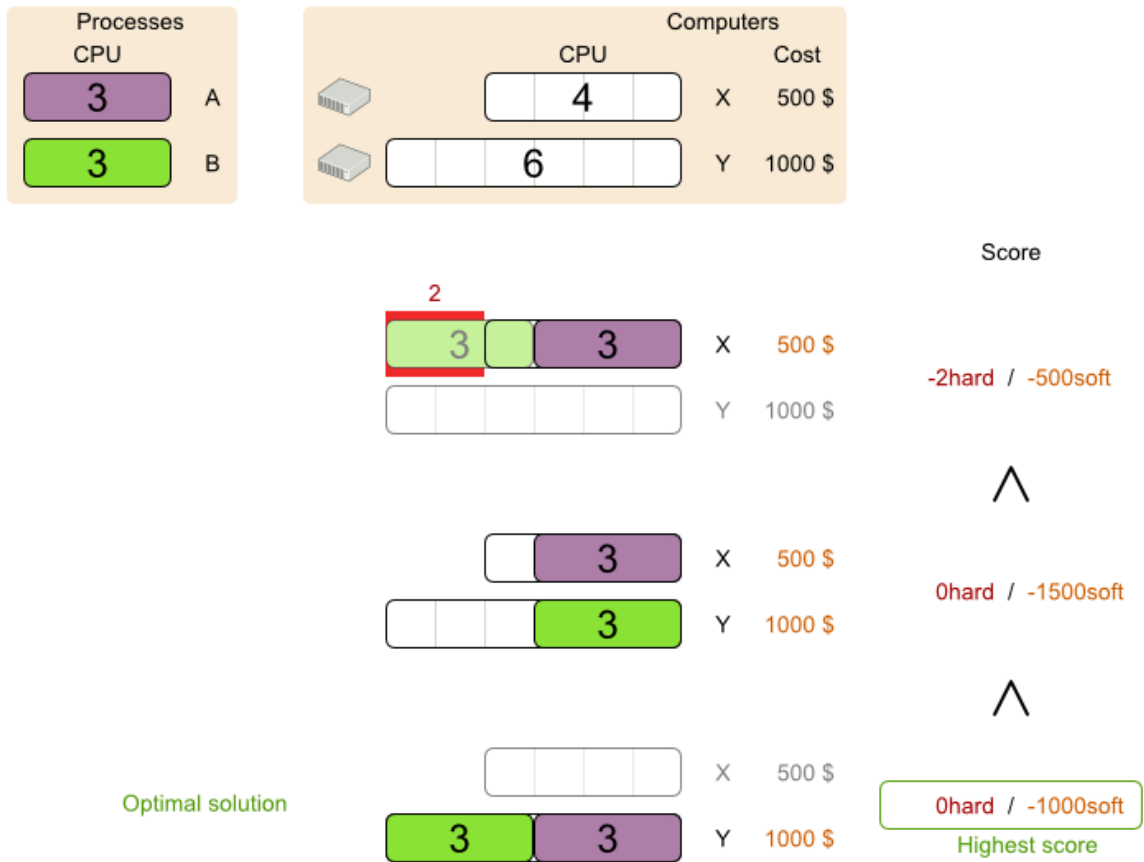 Processes
Computers
CPU
CPU
Cost
3
A
4
X
500 $
3
B
6
Y
1000 $
Score
2
3
3
X
500 $
-2hard / -500soft
Y
1000 $
<
3
X
500 $
0hard / -1500soft
3
Y
1000 $
<
X
500 $
Optimal solution
0hard / -1000soft
3
3
Y
1000 $
Highest score